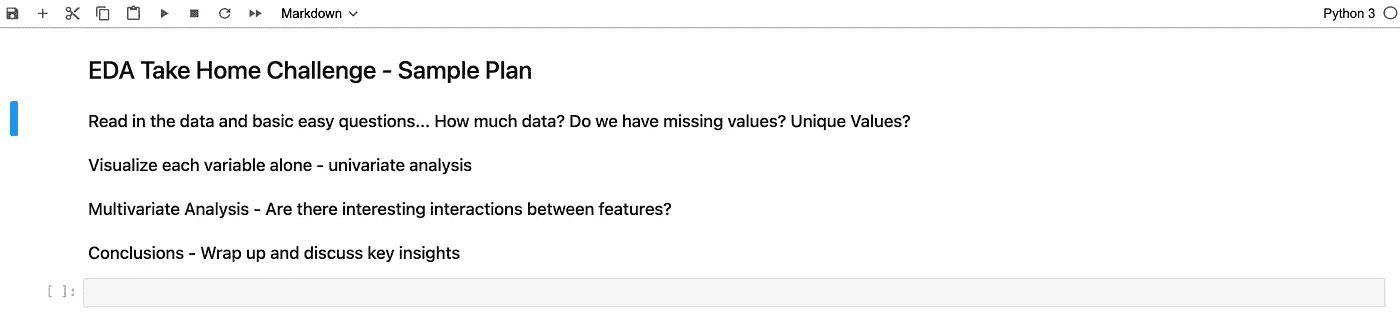 Markdown
Python 3
EDA Take Home Challenge - Sample Plan
Read in the data and basic easy questions... How much data? Do we have missing values? Unique Values?
Visualize each variable alone - univariate analysis
Multivariate Analysis - Are there interesting interactions between features?
Conclusions - Wrap up and discuss key insights
[ ]: